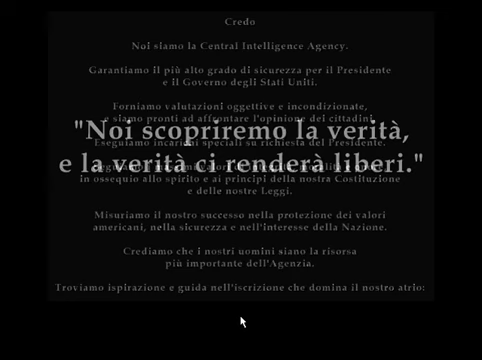 Credo
Noi siamo la Central Intelligence Agency.
Garantiamo il più alto grado di sicurezza per il Presidente
e il Governo degli Stati Uniti.
Forniamo valutazioni oggettive e incondizionate,
e siamo pronti ad affrontare l'opinione dei cittadini.
"Noi scopriremo la verità,
Eseguiamo incarichi speciali su richiesta del Presidente.
e la verità ci renderà liberi."
in ossequio allo spirito e ai principi della nostra Costituzione
e delle nostre Leggi.
Misuriamo il nostro successo nella protezione dei valori
americani, nella sicurezza e nell'interesse della Nazione.
Crediamo che i nostri uomini siano la risorsa
più importante dell'Agenzia.
Troviamo ispirazione e guida nell'iscrizione che domina il nostro atrio: